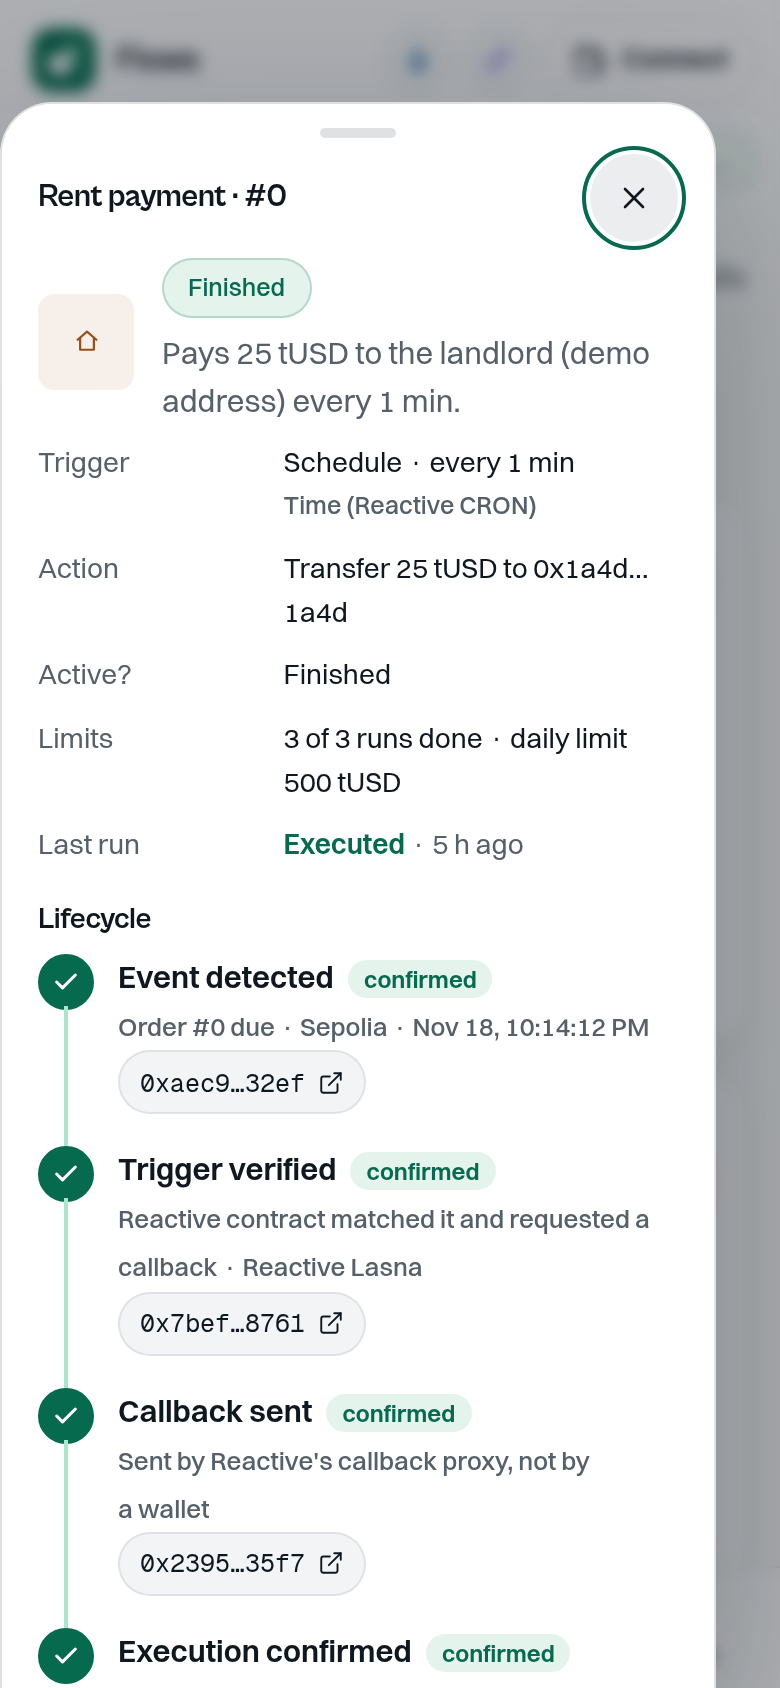 Flows
Connect
Rent payment · #0
Finished
Pays 25 tUSD to the landlord (demo
address) every 1 min.
Trigger
Schedule · every 1 min
Time (Reactive CRON)
Action
Transfer 25 tUSD to 0x1a4d…
1a4d
Active?
Finished
Limits
3 of 3 runs done · daily limit
500 tUSD
Last run
Executed · 5 h ago
Lifecycle
Event detected confirmed
Order #0 due · Sepolia · Nov 18, 10:14:12 PM
0xaec9…32ef
Trigger verified confirmed
Reactive contract matched it and requested a
callback · Reactive Lasna
0x7bef…8761
Callback sent confirmed
Sent by Reactive's callback proxy, not by
a wallet
0x2395…35f7
Execution confirmed confirmed